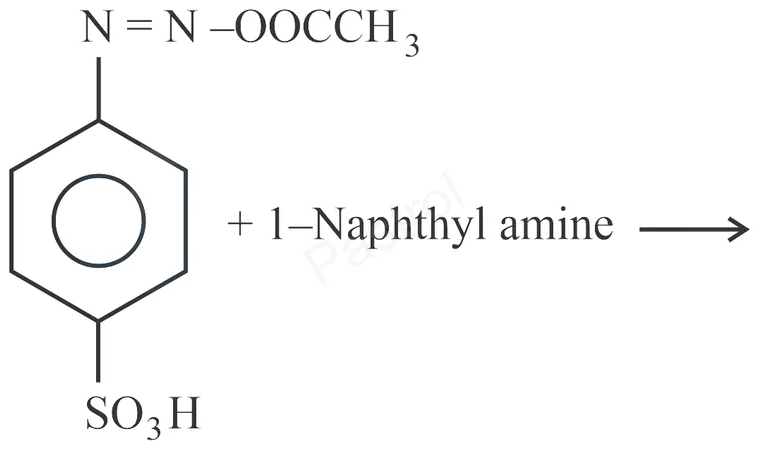 N = N –OOCCH₃
+ 1–Naphthyl amine
SO₃H